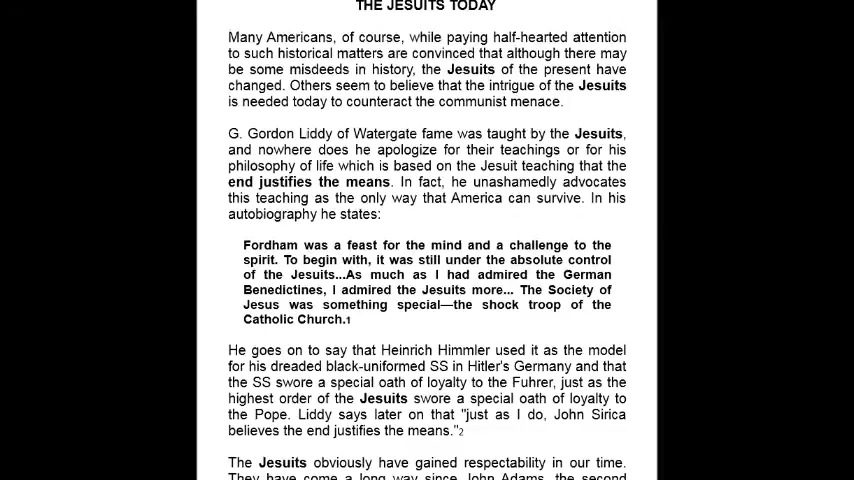 THE JESUITS TODAY
Many Americans, of course, while paying half-hearted attention
to such historical matters are convinced that although there may
be some misdeeds in history, the Jesuits of the present have
changed. Others seem to believe that the intrigue of the Jesuits
is needed today to counteract the communist menace.
G. Gordon Liddy of Watergate fame was taught by the Jesuits,
and nowhere does he apologize for their teachings or for his
philosophy of life which is based on the Jesuit teaching that the
end justifies the means. In fact, he unashamedly advocates
this teaching as the only way that America can survive. In his
autobiography he states:
Fordham was a feast for the mind and a challenge to the
spirit. To begin with, it was still under the absolute control
of the Jesuits...As much as I had admired the German
Benedictines, I admired the Jesuits more... The Society of
Jesus was something special—the shock troop of the
Catholic Church.1
He goes on to say that Heinrich Himmler used it as the model
for his dreaded black-uniformed SS in Hitler's Germany and that
the SS swore a special oath of loyalty to the Fuhrer, just as the
highest order of the Jesuits swore a special oath of loyalty to
the Pope. Liddy says later on that "just as I do, John Sirica
believes the end justifies the means."2
The Jesuits obviously have gained respectability in our time.
They have come a long way since John Adams, the second